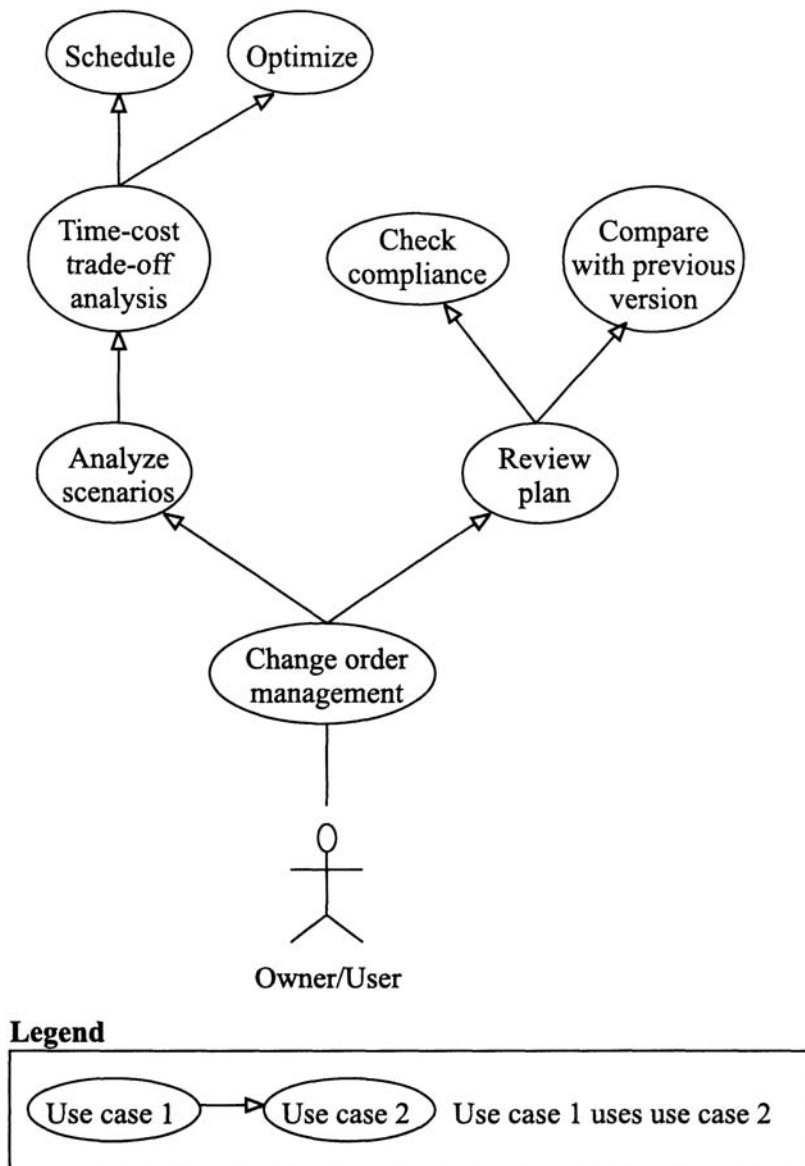 Schedule
Optimize
Time-cost
trade-off
analysis
Check
compliance
Compare
with previous
version
Analyze
scenarios
Review
plan
Change order
management
Owner/User
Legend
Use case 1
Use case 2
Use case 1 uses use case 2